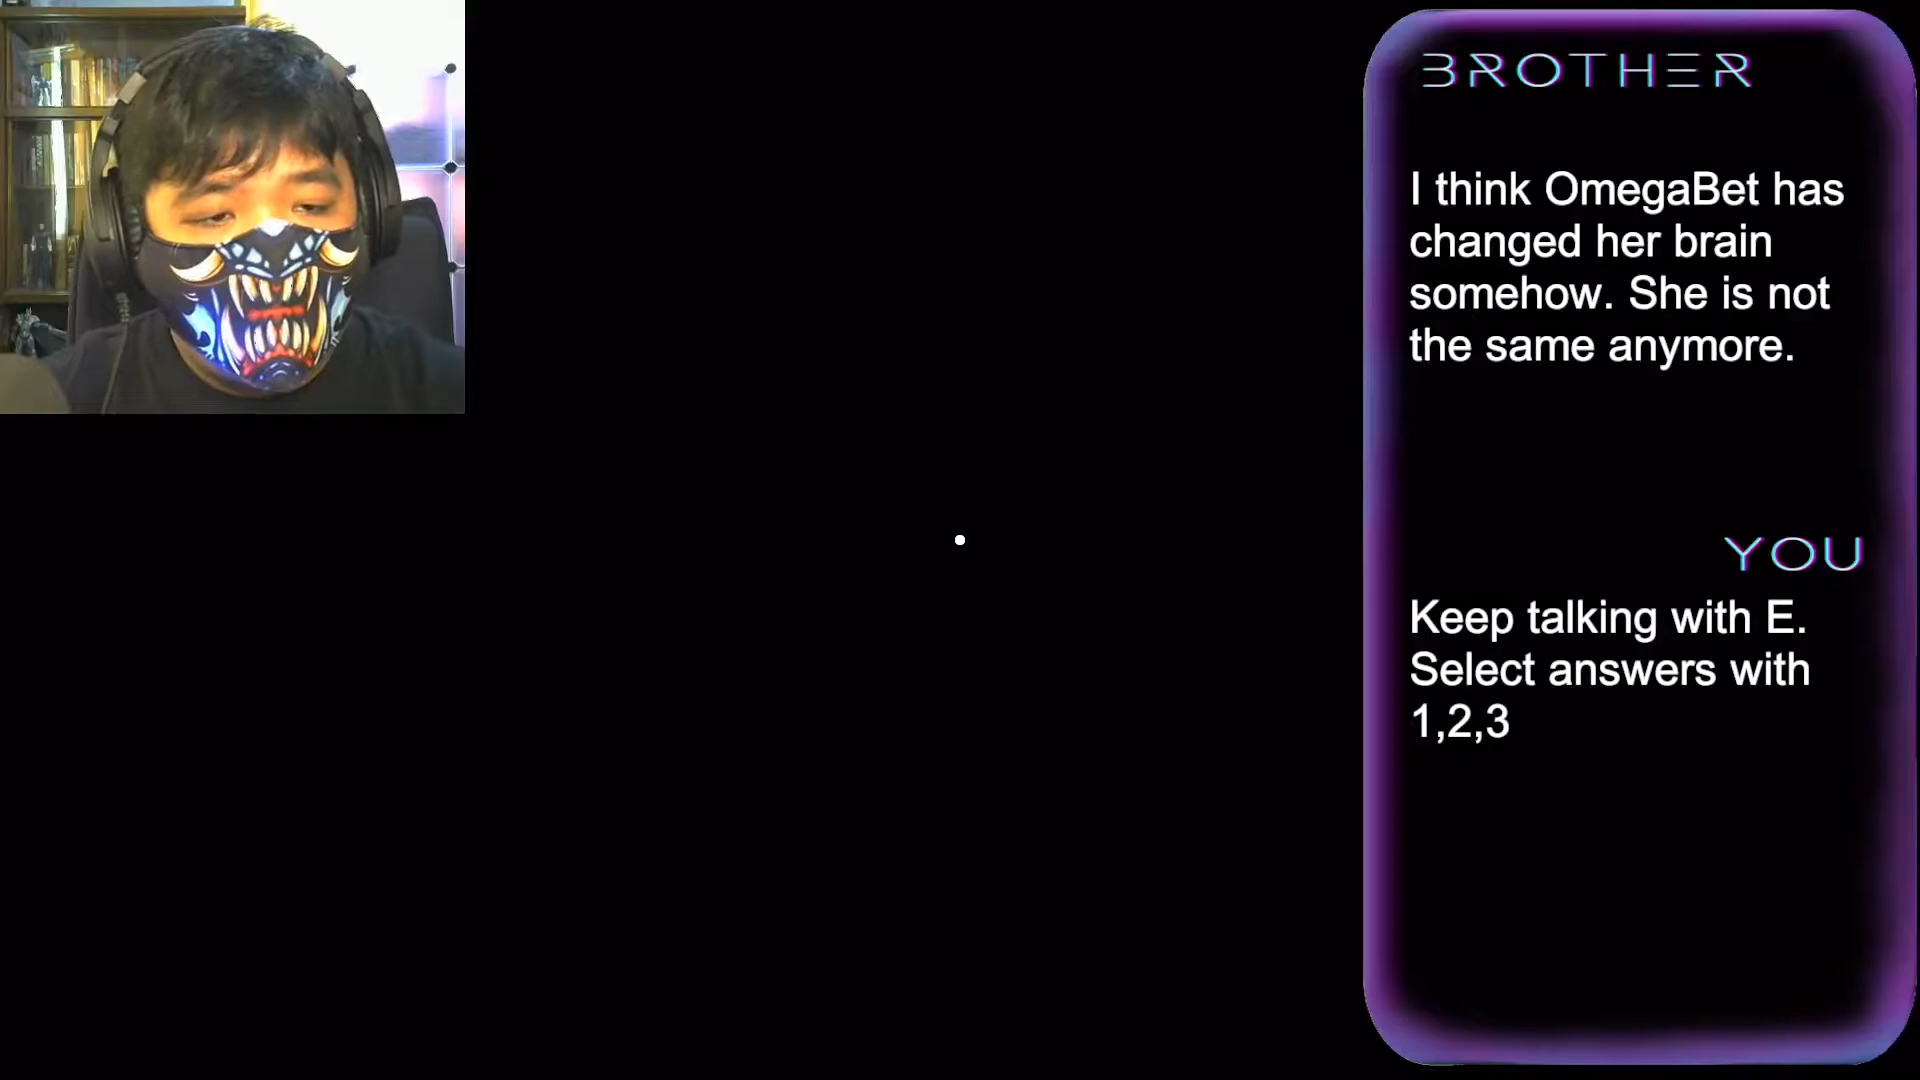 BROTHER
I think OmegaBet has
changed her brain
somehow. She is not
the same anymore.
YOU
Keep talking with E.
Select answers with
1,2,3